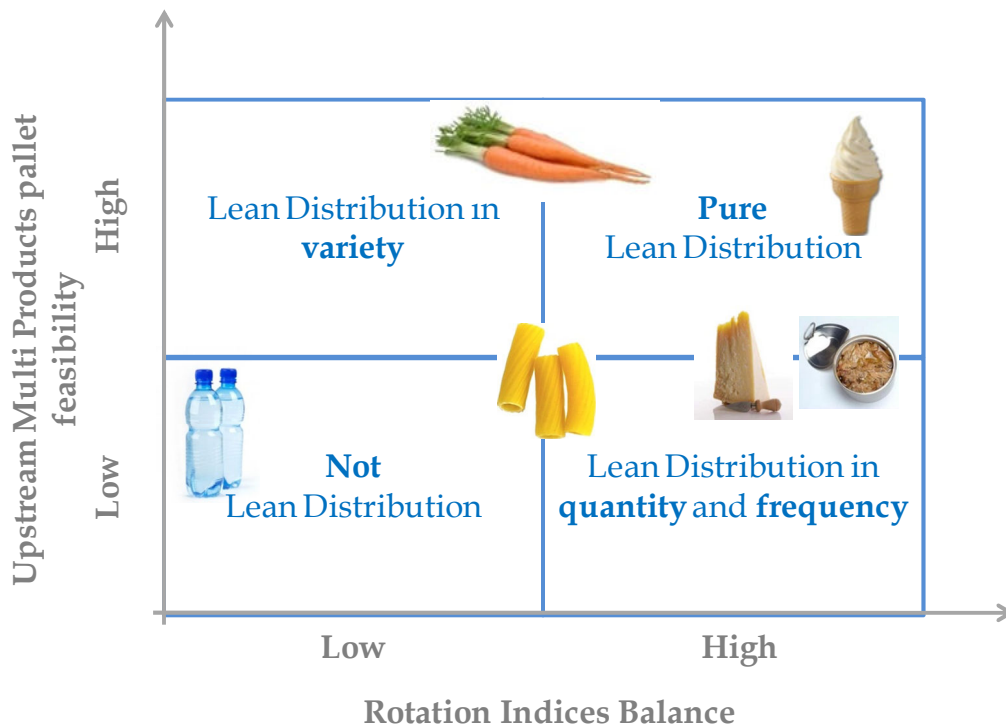 Upstream Multi Products pallet
feasibility
High
Low
Lean Distribution in
variety
Pure
Lean Distribution
Not
Lean Distribution
Lean Distribution in
quantity and frequency
Low
High
Rotation Indices Balance